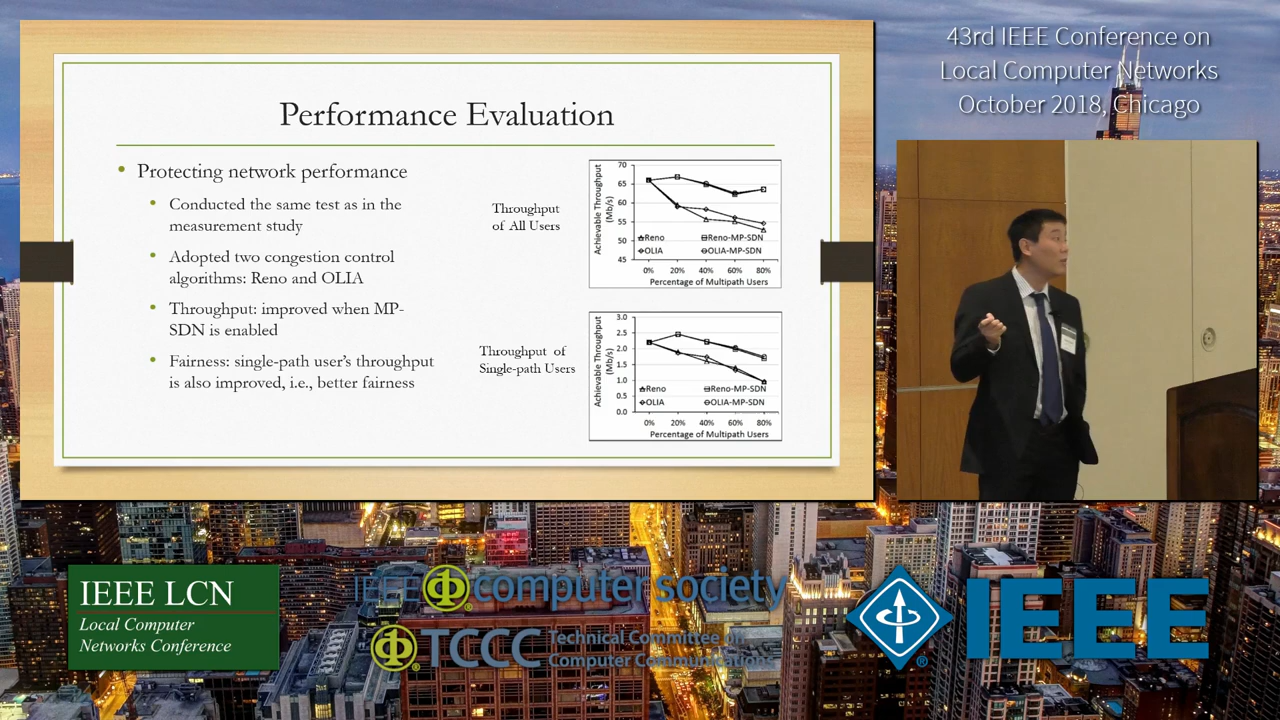 43rd IEEE Conference on
Local Computer Networks
October 2018, Chicago
Performance Evaluation
• Protecting network performance
• Conducted the same test as in the
measurement study
• Adopted two congestion control
algorithms: Reno and OLIA
• Throughput: improved when MP-
SDN is enabled
• Fairness: single-path user's throughput
is also improved, i.e., better fairness
Throughput
of All Users
Achievable Throughput
(Mb/s)
70
65
60
55
50
45
Reno
Reno-MP-SDN
OLIA
OLIA-MP-SDN
0% 20% 40% 60% 80%
Percentage of Multipath Users
Throughput of
Single-path Users
Achievable Throughput
(Mb/s)
3.0
2.5
2.0
1.5
1.0
0.5
0.0
Reno
Reno-MP-SDN
OLIA
OLIA-MP-SDN
0% 20% 40% 60% 80%
Percentage of Multipath Users
IEEE LCN
Local Computer
Networks Conference
IEEE computer society
®
TCCC Technical Committee on
Computer Communications
®
IEEE
®